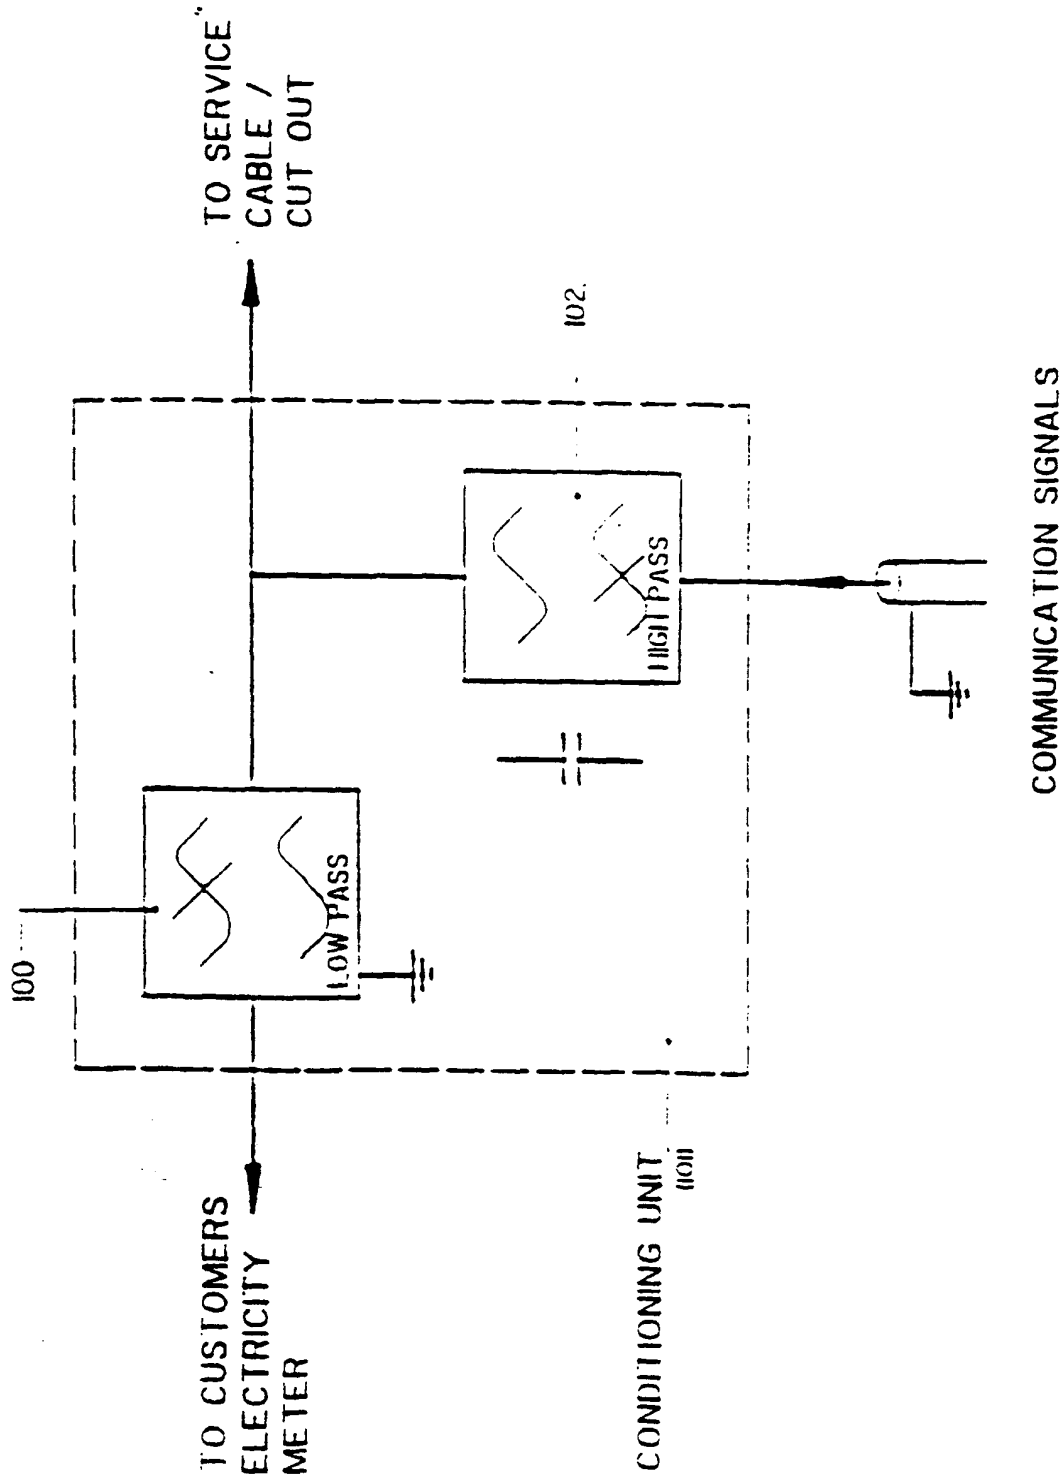 TO CUSTOMERS
ELECTRICITY
METER
100
LOW PASS
TO SERVICE"
CABLE /
CUT OUT
HIGH PASS
102.
CONDITIONING UNIT
COMMUNICATION SIGNALS